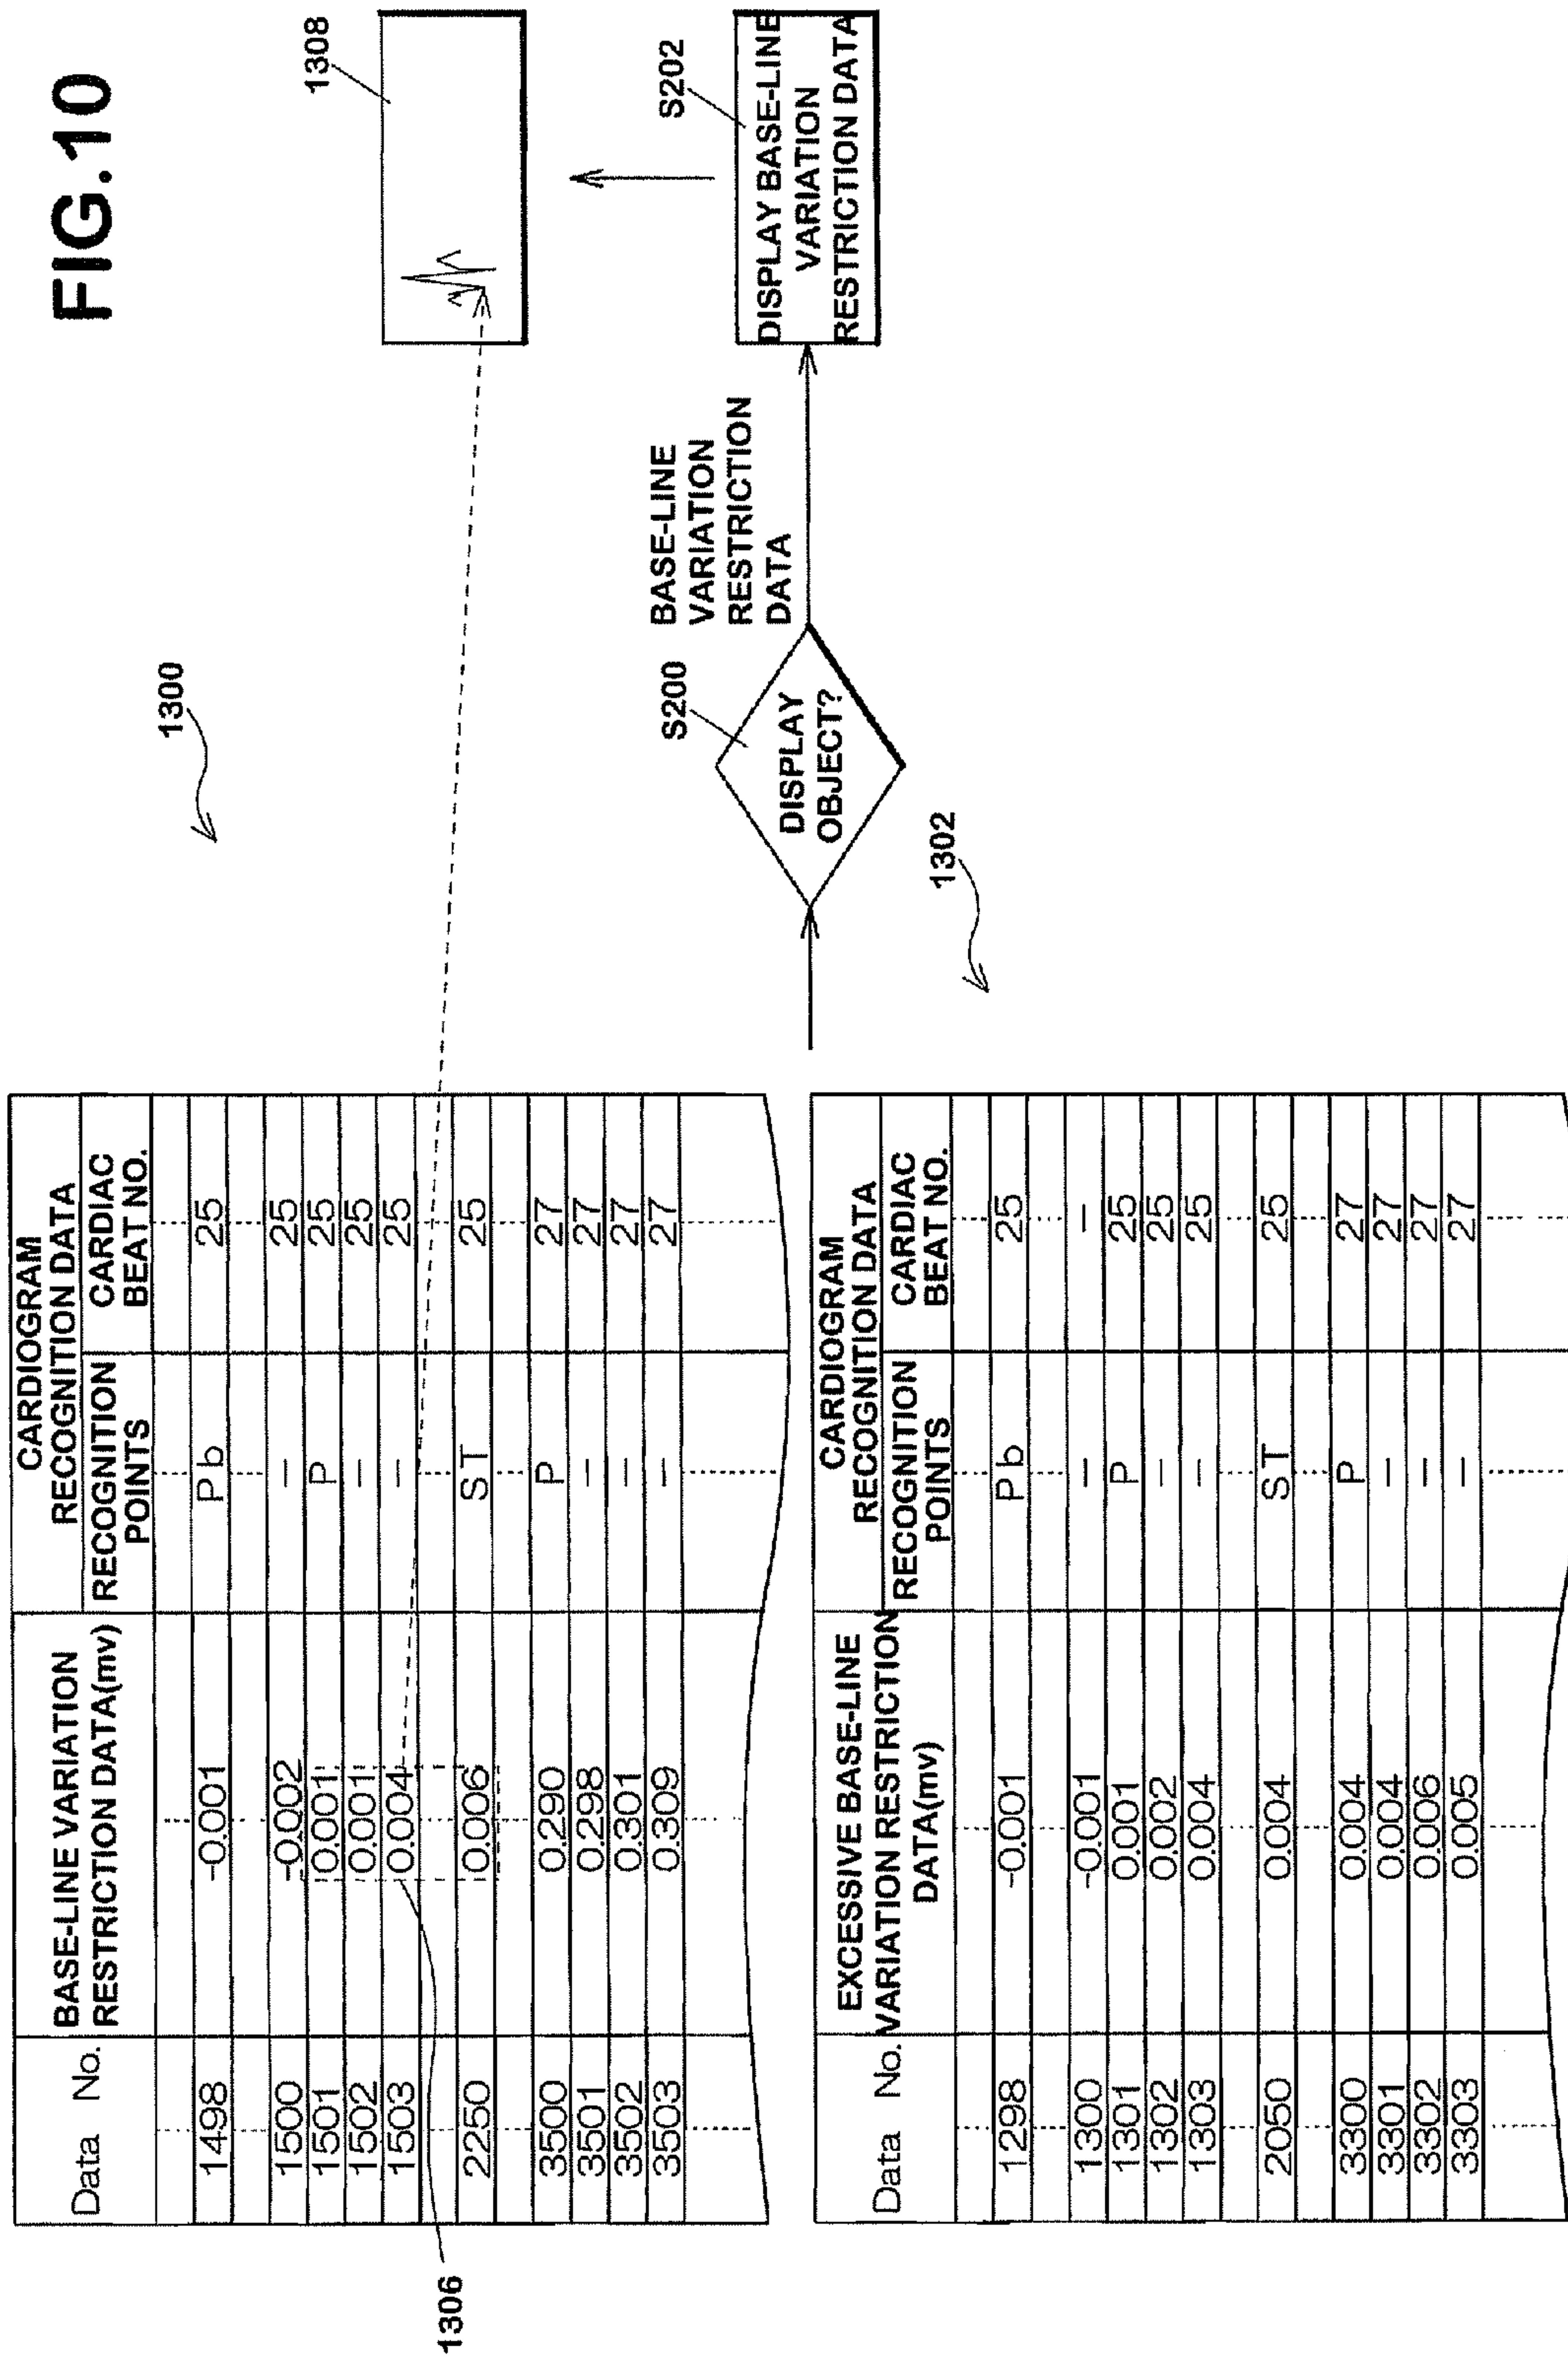 FIG.10
1300
Data No.
BASE-LINE VARIATION
RESTRICTION DATA(mv)
CARDIOGRAM
RECOGNITION DATA
RECOGNITION
POINTS
CARDIAC
BEAT NO.
1498 -0.001 Pb 25
1500 -0.002 – 25
1501 0.001 P 25
1502 0.001 – 25
1503 0.004 – 25
2250 0.006 ST 25
3500 0.290 P 27
3501 0.298 – 27
3502 0.301 – 27
3503 0.309 – 27
1306
1308
S200
DISPLAY
OBJECT?
BASE-LINE
VARIATION
RESTRICTION
DATA
S202
DISPLAY BASE-LINE
VARIATION
RESTRICTION DATA
1302
Data No.
EXCESSIVE BASE-LINE
VARIATION RESTRICTION
DATA(mv)
CARDIOGRAM
RECOGNITION DATA
RECOGNITION
POINTS
CARDIAC
BEAT NO.
1298 -0.001 Pb 25
1300 -0.001 – –
1301 0.001 P 25
1302 0.002 – 25
1303 0.004 – 25
2050 0.004 ST 25
3300 0.004 P 27
3301 0.004 – 27
3302 0.006 – 27
3303 0.005 – 27